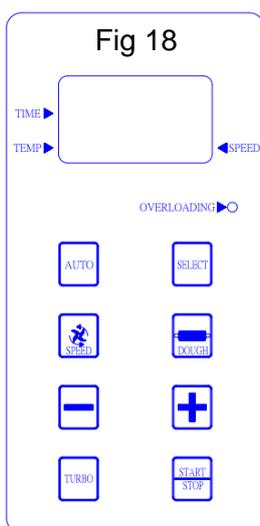 Fig 18
TIME
TEMP
SPEED
OVERLOADING
AUTO
SELECT
SPEED
DOUGH
TURBO
START
STOP